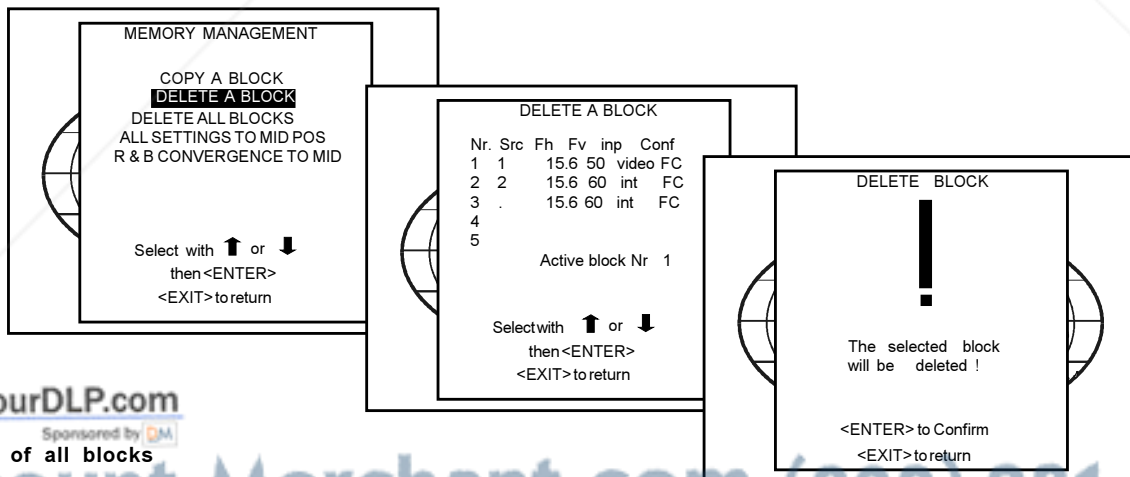 MEMORY MANAGEMENT
COPY A BLOCK
DELETE A BLOCK
DELETE ALL BLOCKS
ALL SETTINGS TO MID POS
R & B CONVERGENCE TO MID
Select with ⬆ or ⬇
then <ENTER>
<EXIT> to return
DELETE A BLOCK
Nr. Src Fh Fv inp Conf
1 1 15.6 50 video FC
2 2 15.6 60 int FC
3 . 15.6 60 int FC
4
5
Active block Nr 1
Select with ⬆ or ⬇
then <ENTER>
<EXIT> to return
DELETE BLOCK
!
The selected block
will be deleted !
<ENTER> to Confirm
<EXIT> to return
ourDLP.com
Sponsored by DM
of all blocks